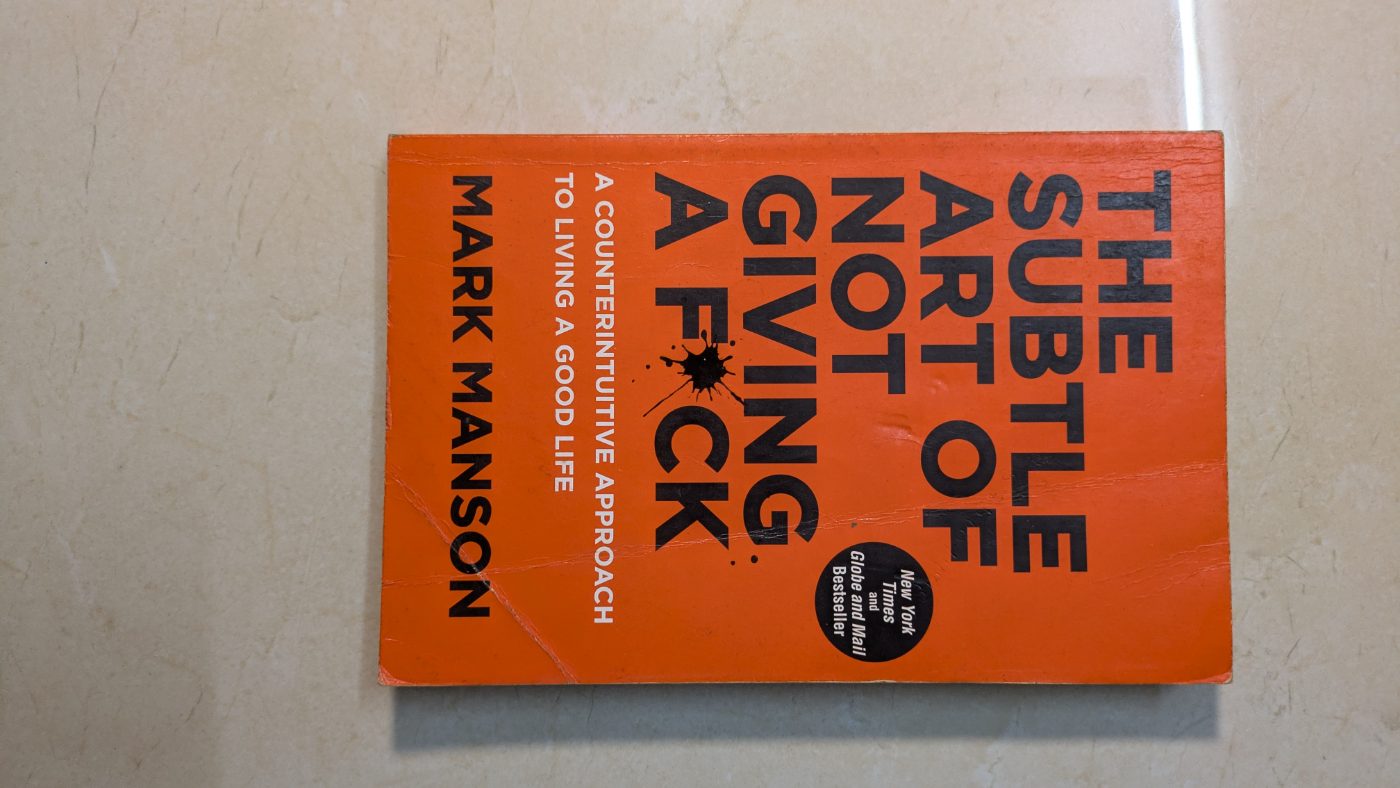 THE
SUBTLE
ART OF
NOT
GIVING
A F CK
New York
Times
and
Globe and Mail
Bestseller
A COUNTERINTUITIVE APPROACH
TO LIVING A GOOD LIFE
MARK MANSON